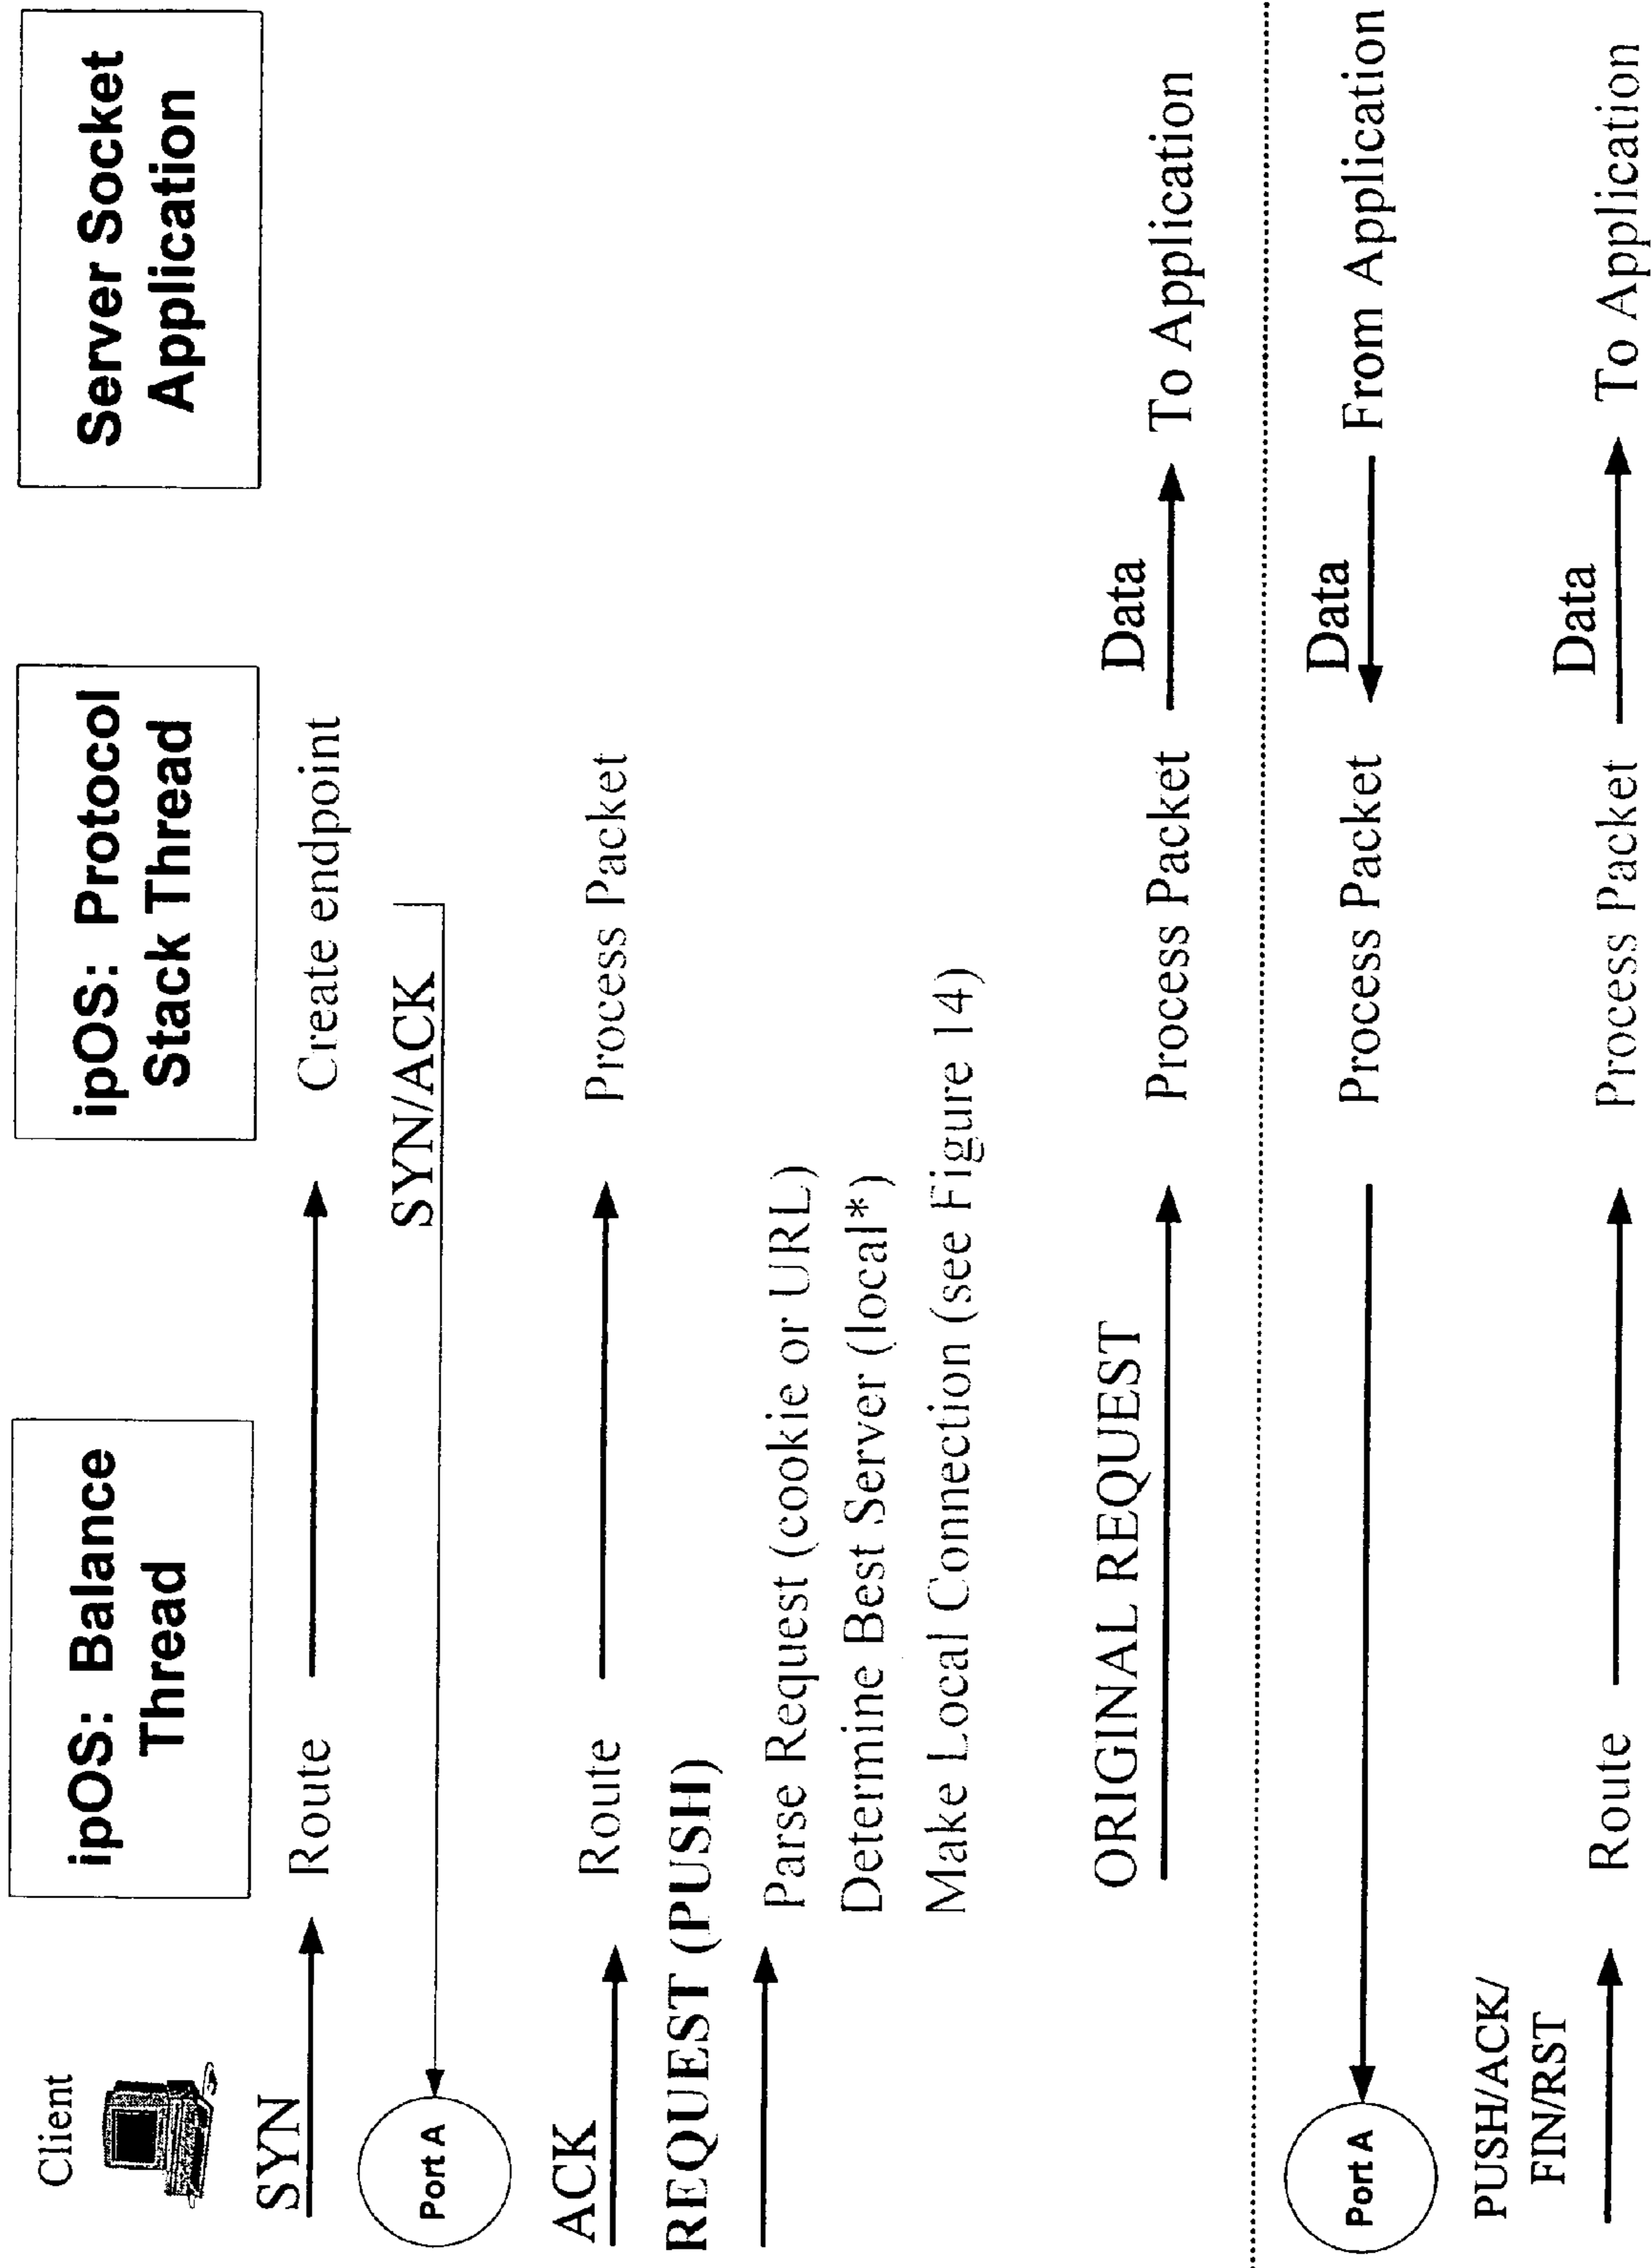 Client
ipOS: Balance
Thread
ipOS: Protocol
Stack Thread
Server Socket
Application
SYN
Route
Create endpoint
SYN/ACK
Port A
ACK
Route
Process Packet
REQUEST (PUSH)
Parse Request (cookie or URL)
Determine Best Server (local*)
Make Local Connection (see Figure 14)
ORIGINAL REQUEST
Process Packet
Data
To Application
Port A
Process Packet
Data
From Application
PUSH/ACK/
FIN/RST
Route
Process Packet
Data
To Application